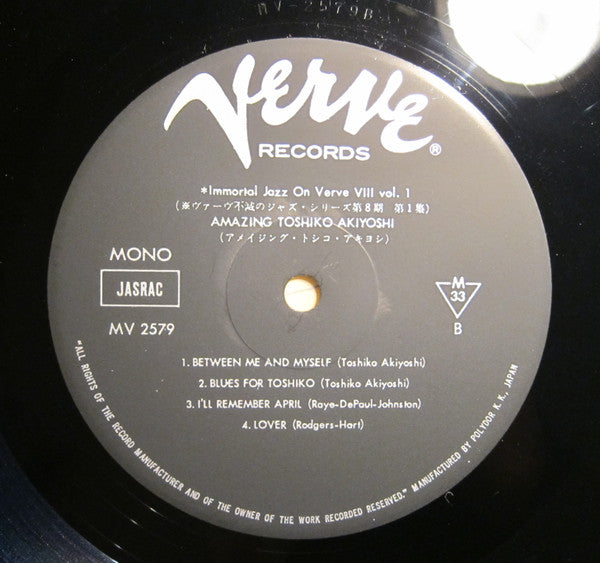 MV-2579B
Verve
RECORDS ®
*Immortal Jazz On Verve VIII vol. 1
(※ヴァーヴ不滅のジャズ・シリーズ第8期 第1集)
AMAZING TOSHIKO AKIYOSHI
(アメイジング・トシコ・アキヨシ)
MONO
JASRAC
MV 2579
M
33
B
1. BETWEEN ME AND MYSELF (Toshiko Akiyoshi)
2. BLUES FOR TOSHIKO (Toshiko Akiyoshi)
3. I'LL REMEMBER APRIL (Raye-DePaul-Johnston)
4. LOVER (Rodgers-Hart)
"ALL RIGHTS OF THE RECORD MANUFACTURER AND OF THE OWNER OF THE WORK RECORDED RESERVED." MANUFACTURED BY POLYDOR K.K., JAPAN